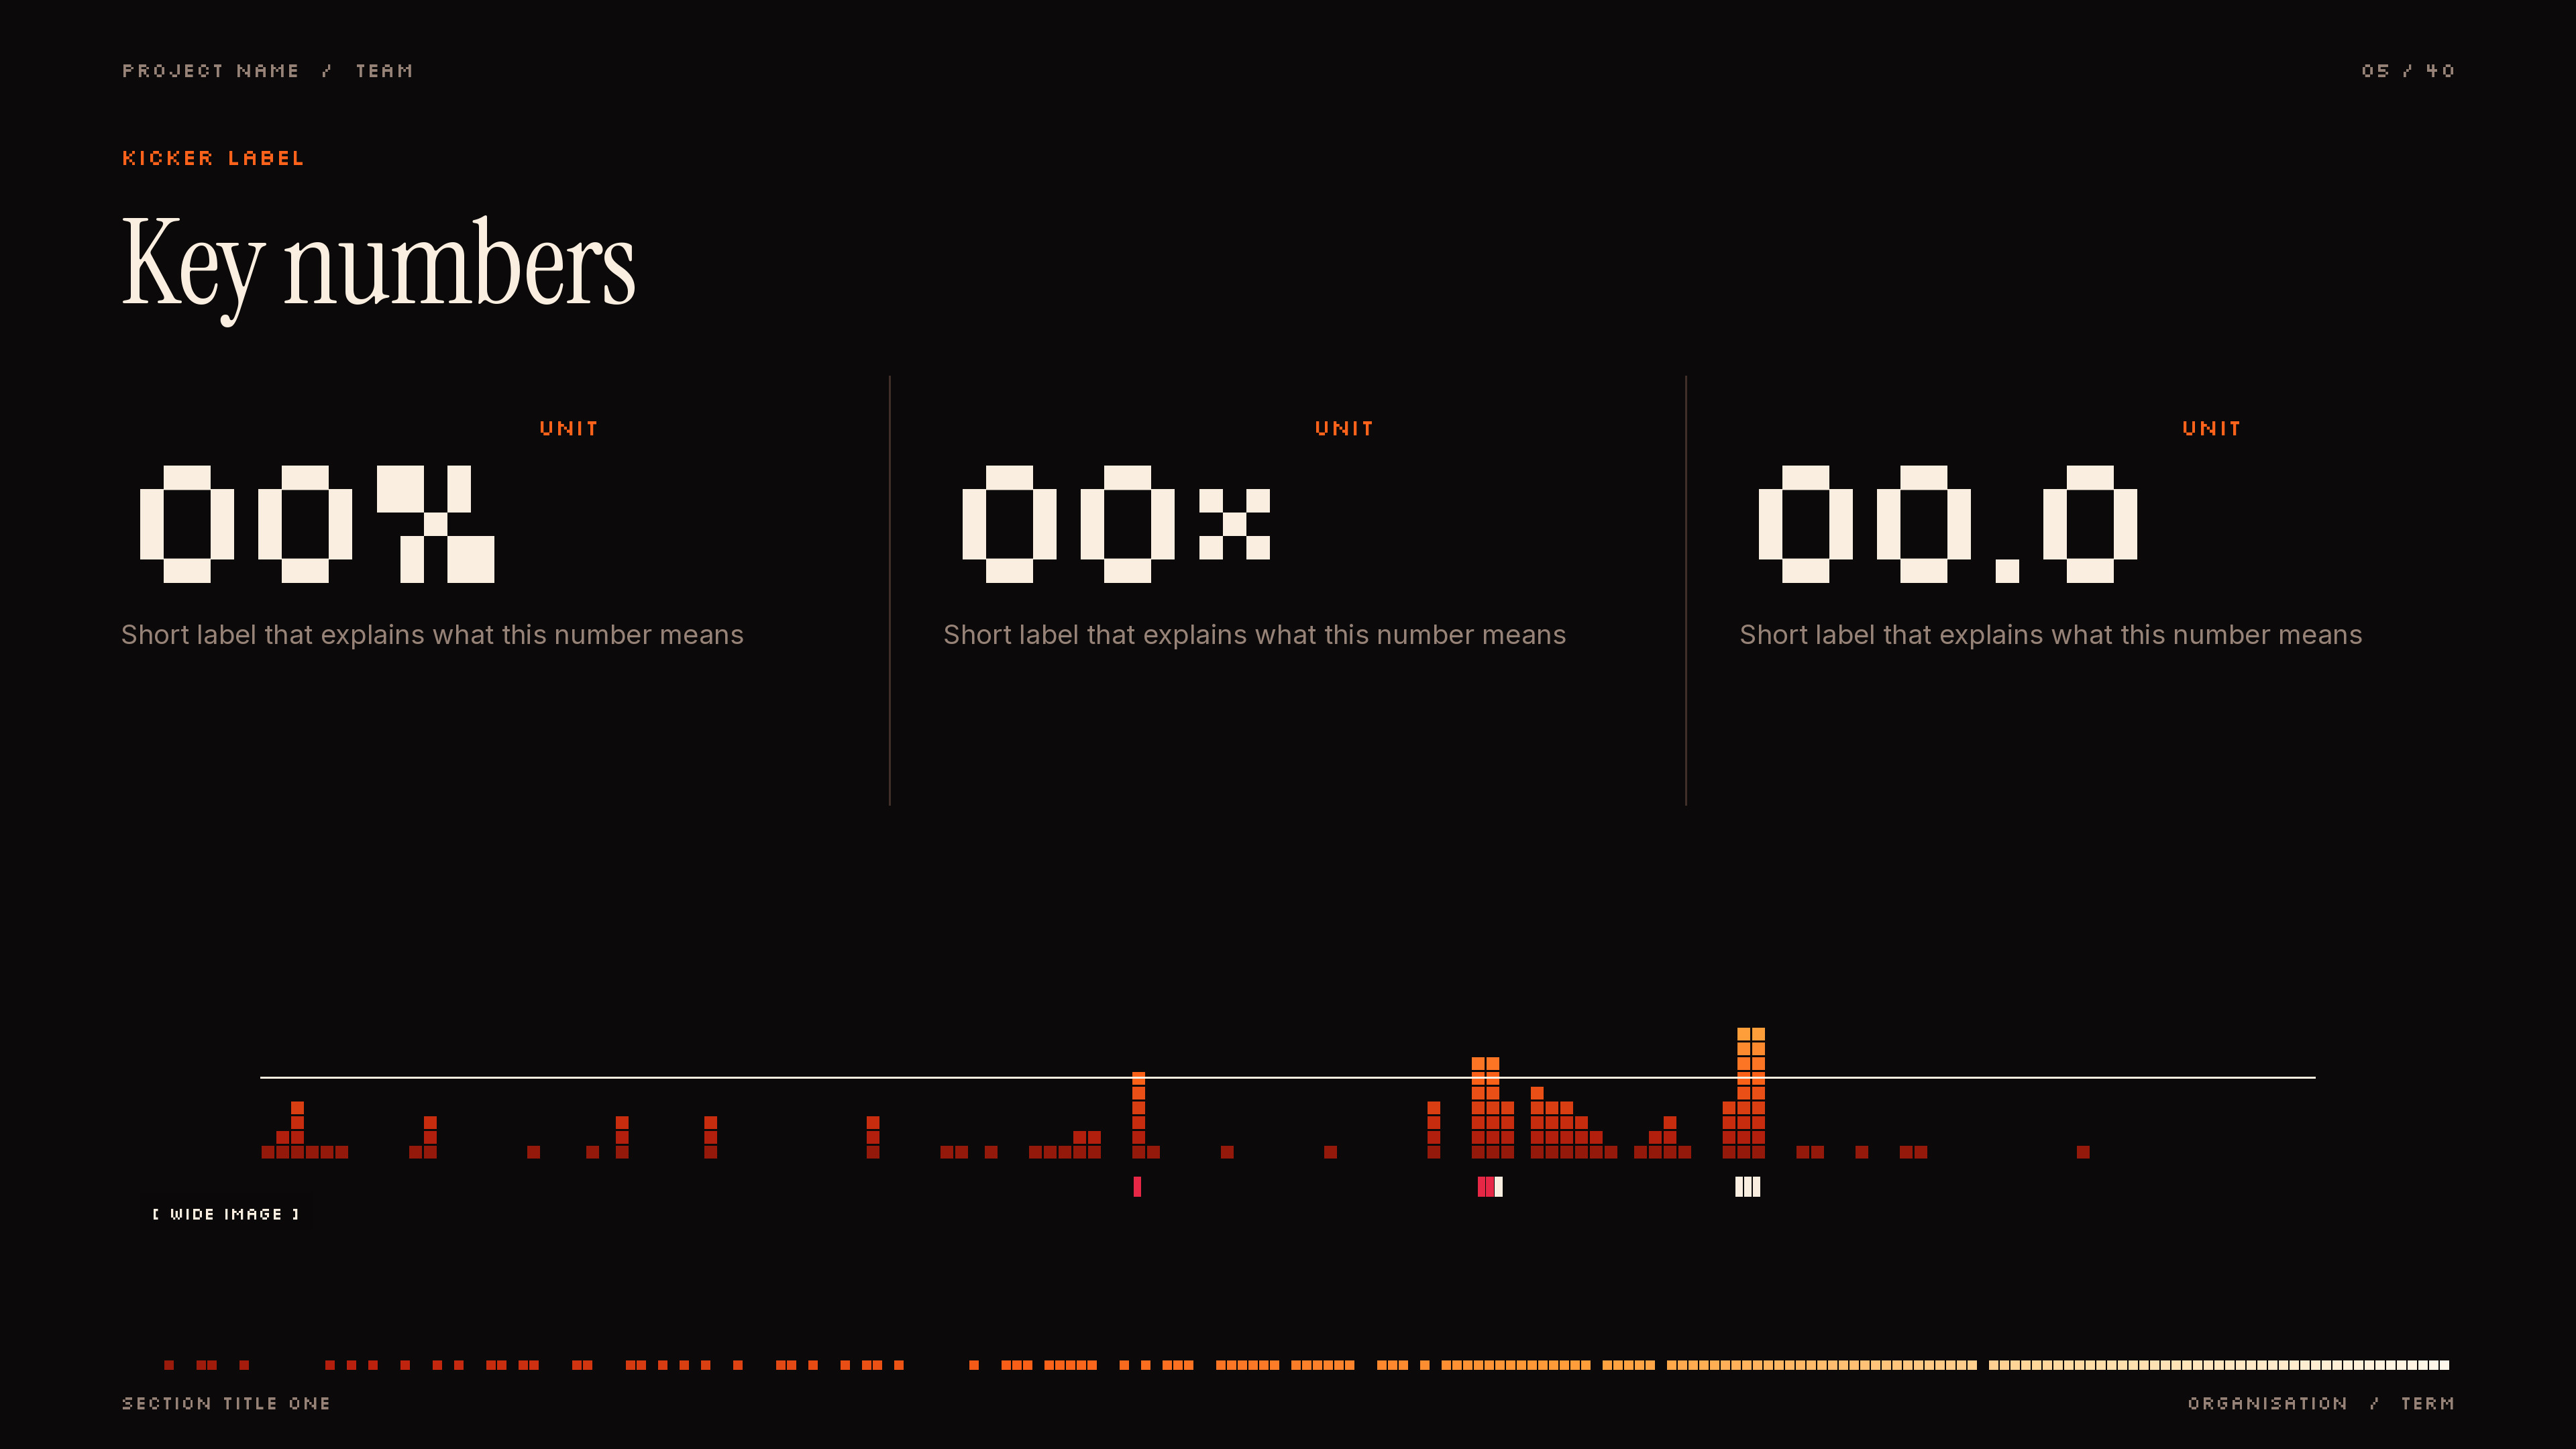 PROJECT NAME / TEAM
05 / 40
KICKER LABEL
Key numbers
UNIT
00%
Short label that explains what this number means
UNIT
00×
Short label that explains what this number means
UNIT
00.0
Short label that explains what this number means
[ WIDE IMAGE ]
SECTION TITLE ONE
ORGANISATION / TERM